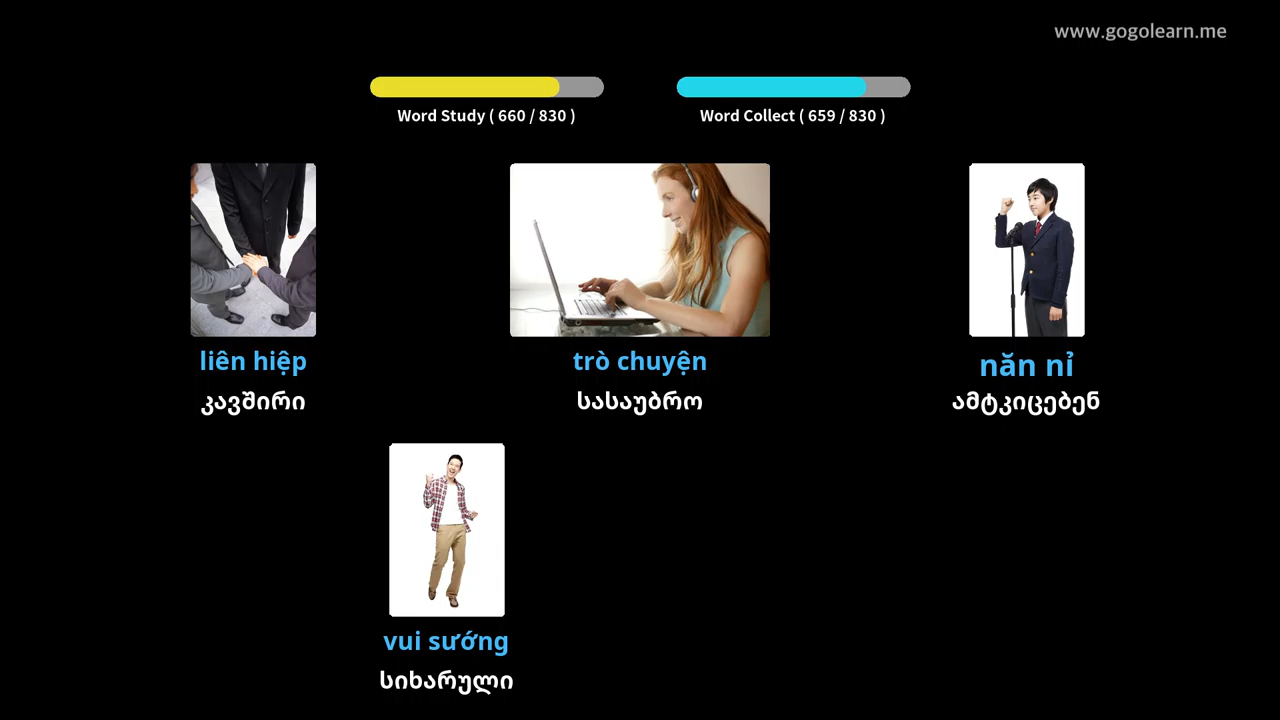 www.gogolearn.me
Word Study ( 660 / 830 )
Word Collect ( 659 / 830 )
liên hiệp
კავშირი
trò chuyện
სასაუბრო
năn nỉ
ამტკიცებენ
vui sướng
სიხარული